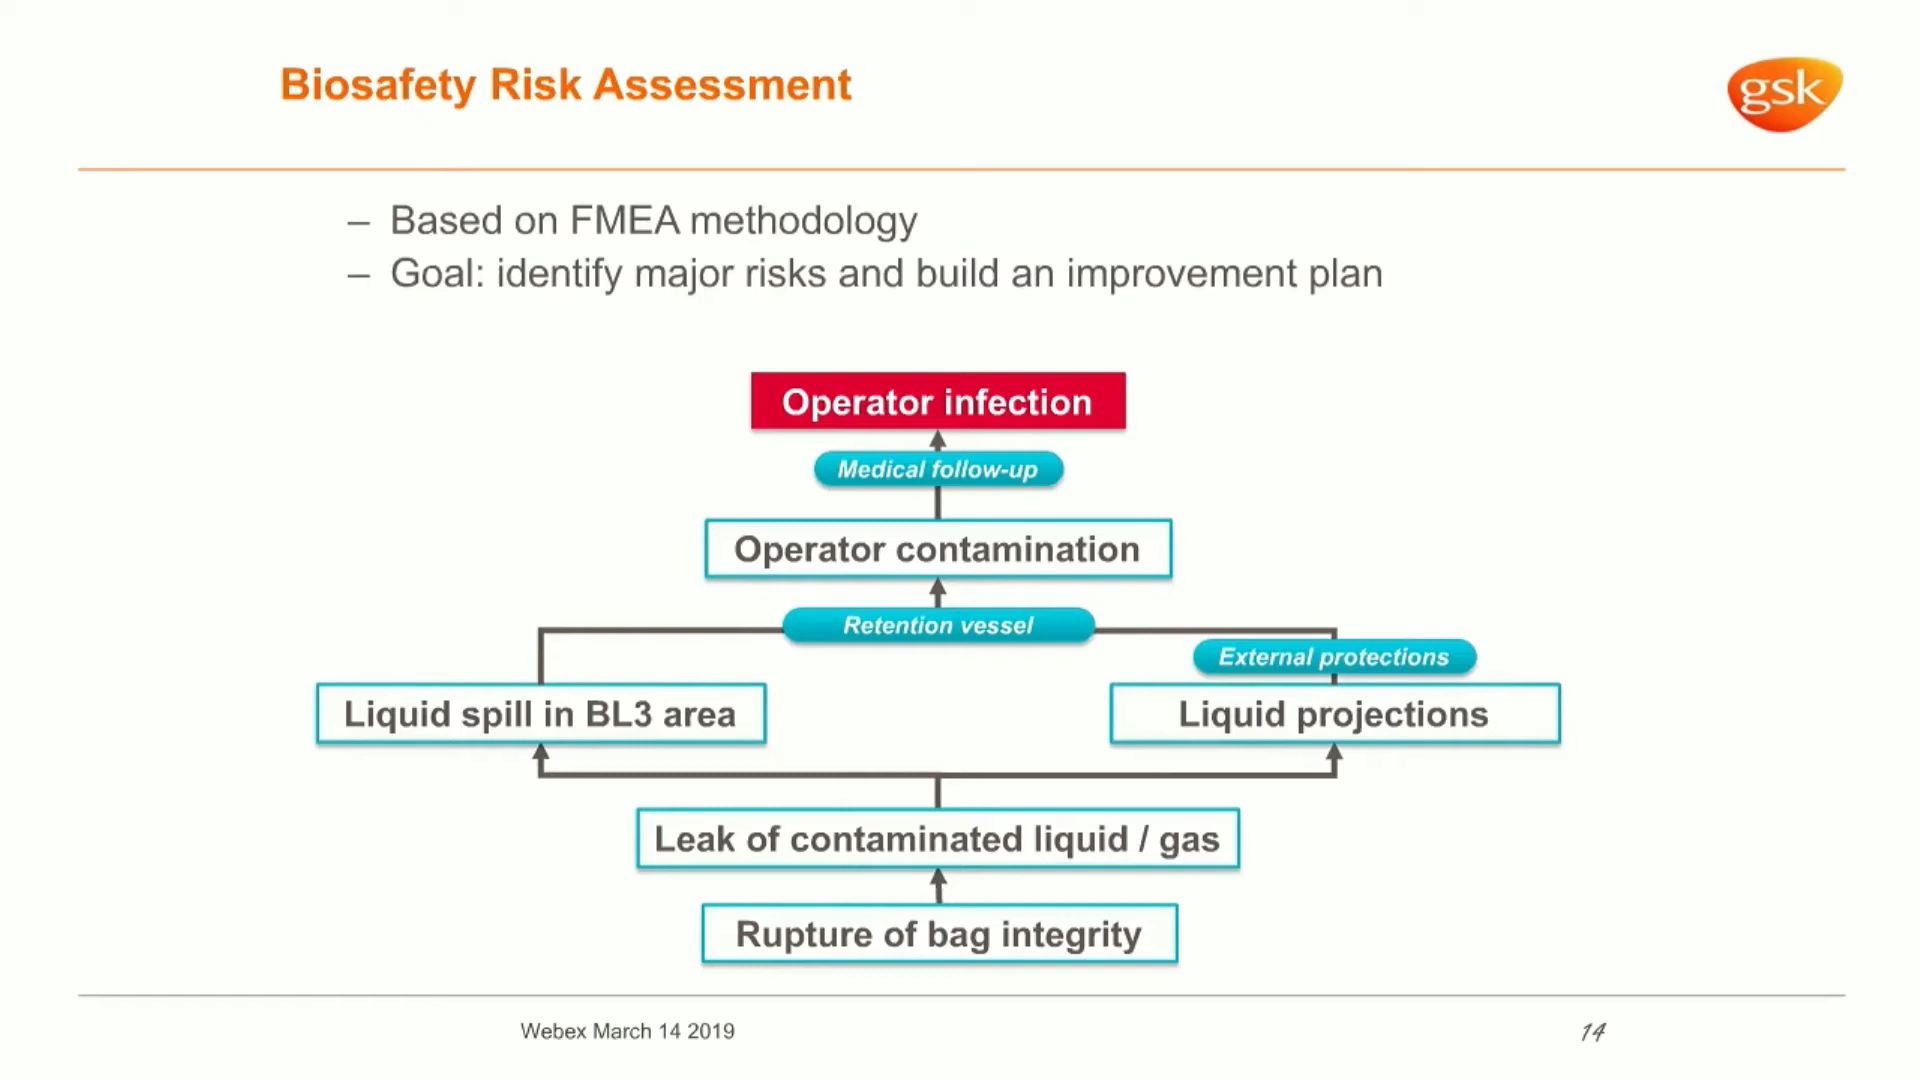 Biosafety Risk Assessment
gsk
– Based on FMEA methodology
– Goal: identify major risks and build an improvement plan
Operator infection
Medical follow-up
Operator contamination
Retention vessel
External protections
Liquid spill in BL3 area
Liquid projections
Leak of contaminated liquid / gas
Rupture of bag integrity
Webex March 14 2019
14